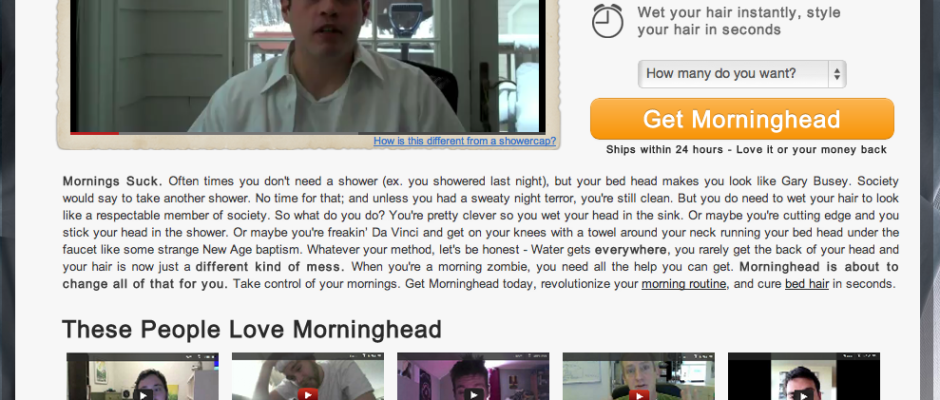 Wet your hair instantly, style
your hair in seconds
How many do you want?
Get Morninghead
How is this different from a showercap?
Ships within 24 hours - Love it or your money back
Mornings Suck. Often times you don't need a shower (ex. you showered last night), but your bed head makes you look like Gary Busey. Society
would say to take another shower. No time for that; and unless you had a sweaty night terror, you're still clean. But you do need to wet your hair to look
like a respectable member of society. So what do you do? You're pretty clever so you wet your head in the sink. Or maybe you're cutting edge and you
stick your head in the shower. Or maybe you're freakin' Da Vinci and get on your knees with a towel around your neck running your bed head under the
faucet like some strange New Age baptism. Whatever your method, let's be honest - Water gets everywhere, you rarely get the back of your head and
your hair is now just a different kind of mess. When you're a morning zombie, you need all the help you can get. Morninghead is about to
change all of that for you. Take control of your mornings. Get Morninghead today, revolutionize your morning routine, and cure bed hair in seconds.
These People Love Morninghead